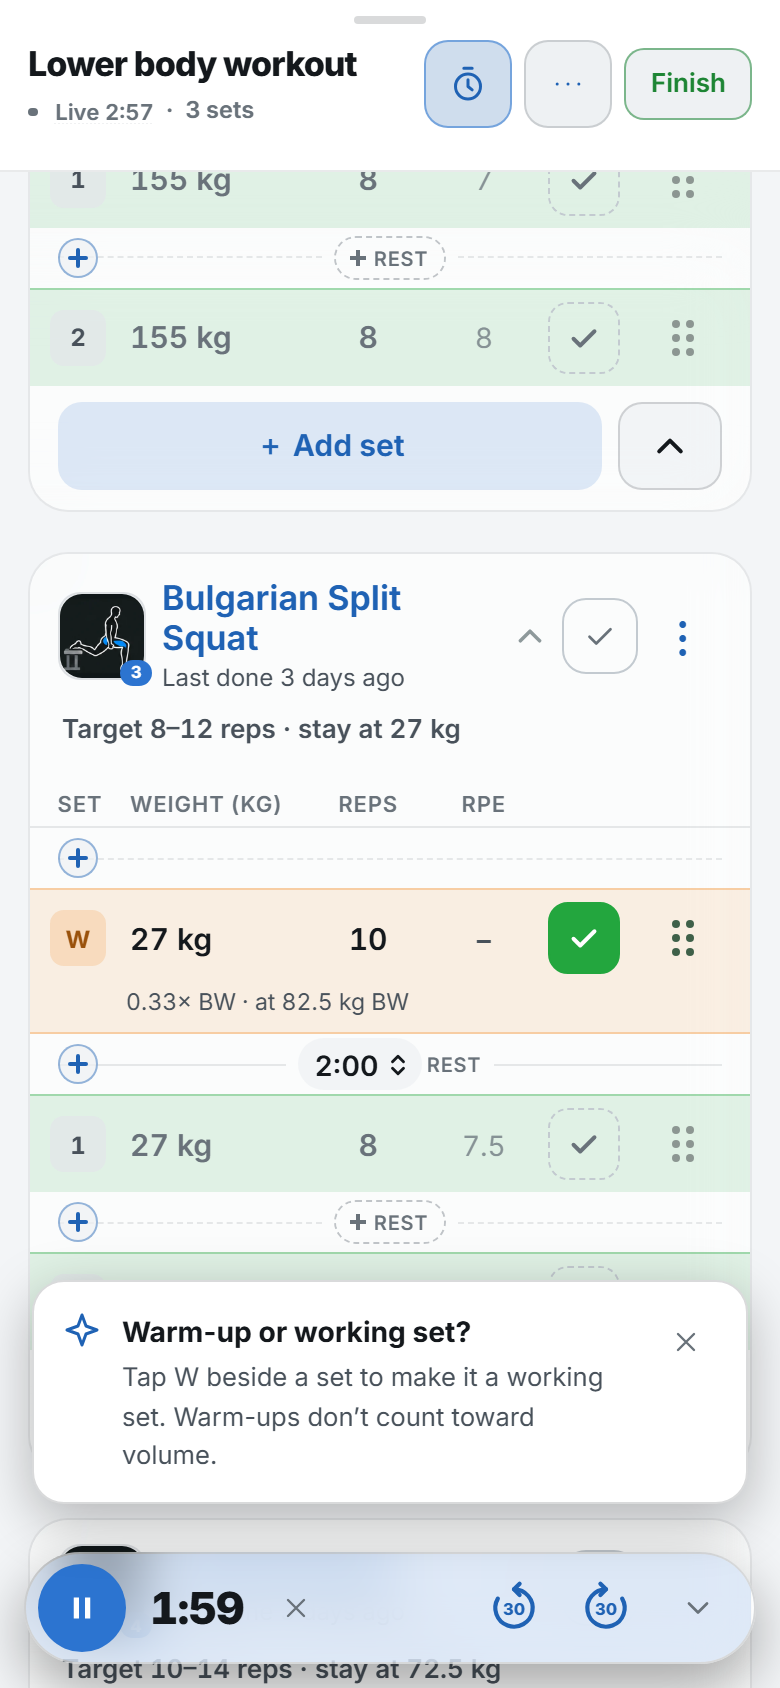 Lower body workout
Live 2:57 · 3 sets
...
Finish
1 155 kg 8 7
+ REST
2 155 kg 8 8
+ Add set
Bulgarian Split
Squat
3
Last done 3 days ago
Target 8–12 reps · stay at 27 kg
SET WEIGHT (KG) REPS RPE
W 27 kg 10 –
0.33× BW · at 82.5 kg BW
2:00 REST
1 27 kg 8 7.5
+ REST
Warm-up or working set?
Tap W beside a set to make it a working
set. Warm-ups don’t count toward
volume.
1:59 30 30
Target 10–14 reps · stay at 72.5 kg